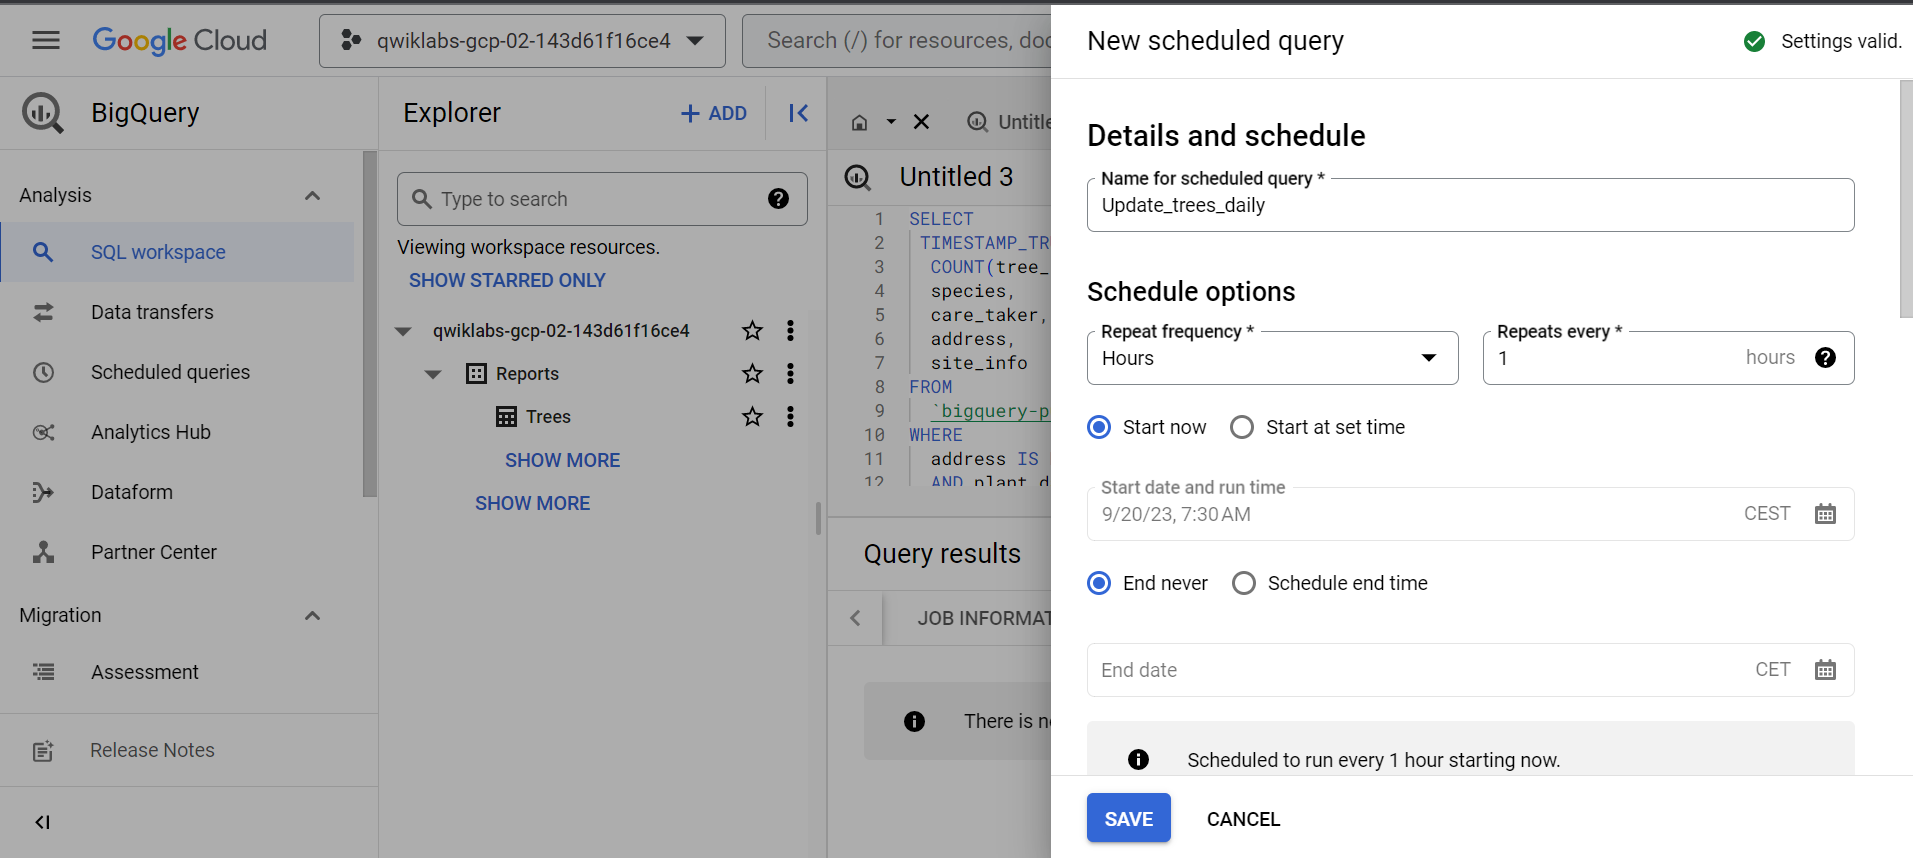 Google Cloud
qwiklabs-gcp-02-143d61f16ce4
Search (/) for resources, doc
BigQuery
Analysis
SQL workspace
Data transfers
Scheduled queries
Analytics Hub
Dataform
Partner Center
Migration
Assessment
Release Notes
Explorer
+ ADD
Type to search
Viewing workspace resources.
SHOW STARRED ONLY
qwiklabs-gcp-02-143d61f16ce4
Reports
Trees
SHOW MORE
SHOW MORE
Untitle
Untitled 3
1 SELECT
2 TIMESTAMP_TR
3 COUNT(tree_
4 species,
5 care_taker,
6 address,
7 site_info
8 FROM
9 `bigquery-p
10 WHERE
11 address IS
12 AND plant_d
Query results
JOB INFORMAT
There is n
New scheduled query
Settings valid.
Details and schedule
Name for scheduled query *
Update_trees_daily
Schedule options
Repeat frequency *
Hours
Repeats every *
1 hours
Start now
Start at set time
Start date and run time
9/20/23, 7:30 AM CEST
End never
Schedule end time
End date CET
Scheduled to run every 1 hour starting now.
SAVE
CANCEL